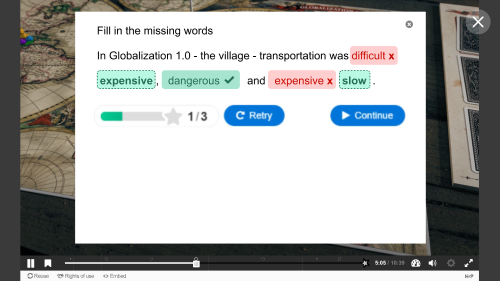 Fill in the missing words
In Globalization 1.0 - the village - transportation was difficult x
expensive, dangerous ✔ and expensive x slow .
1/3 Retry Continue
5:05 / 16:39
Reuse Rights of use <> Embed H-P